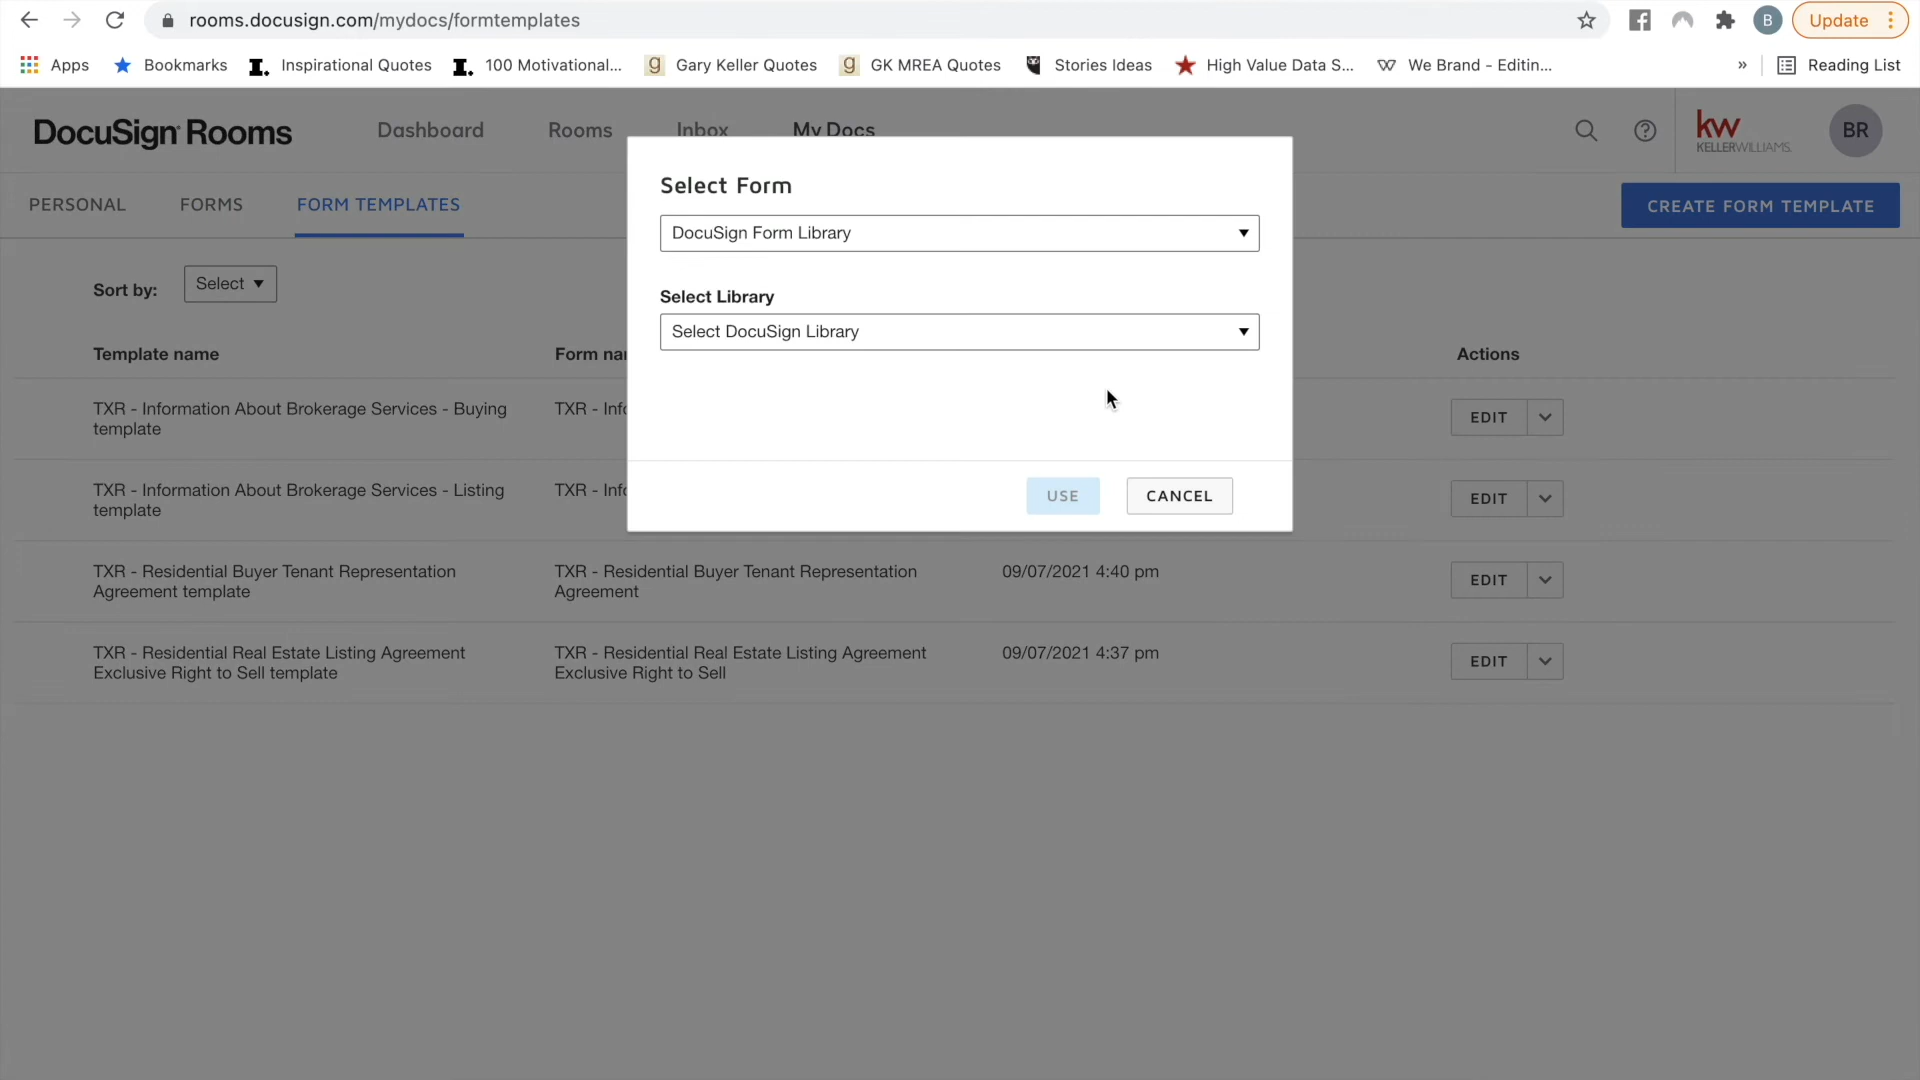 rooms.docusign.com/mydocs/formtemplates
B
Update
Apps
Bookmarks
Inspirational Quotes
100 Motivational...
Gary Keller Quotes
GK MREA Quotes
Stories Ideas
High Value Data S...
We Brand - Editin...
»
Reading List
DocuSign Rooms
Dashboard
Rooms
Inbox
My Docs
kw
KELLERWILLIAMS.
BR
PERSONAL
FORMS
FORM TEMPLATES
CREATE FORM TEMPLATE
Select Form
DocuSign Form Library
Select Library
Select DocuSign Library
USE
CANCEL
Sort by:
Select
Template name
Form nar
Actions
TXR - Information About Brokerage Services - Buying
template
TXR - Info
EDIT
TXR - Information About Brokerage Services - Listing
template
TXR - Info
EDIT
TXR - Residential Buyer Tenant Representation
Agreement template
TXR - Residential Buyer Tenant Representation
Agreement
09/07/2021 4:40 pm
EDIT
TXR - Residential Real Estate Listing Agreement
Exclusive Right to Sell template
TXR - Residential Real Estate Listing Agreement
Exclusive Right to Sell
09/07/2021 4:37 pm
EDIT